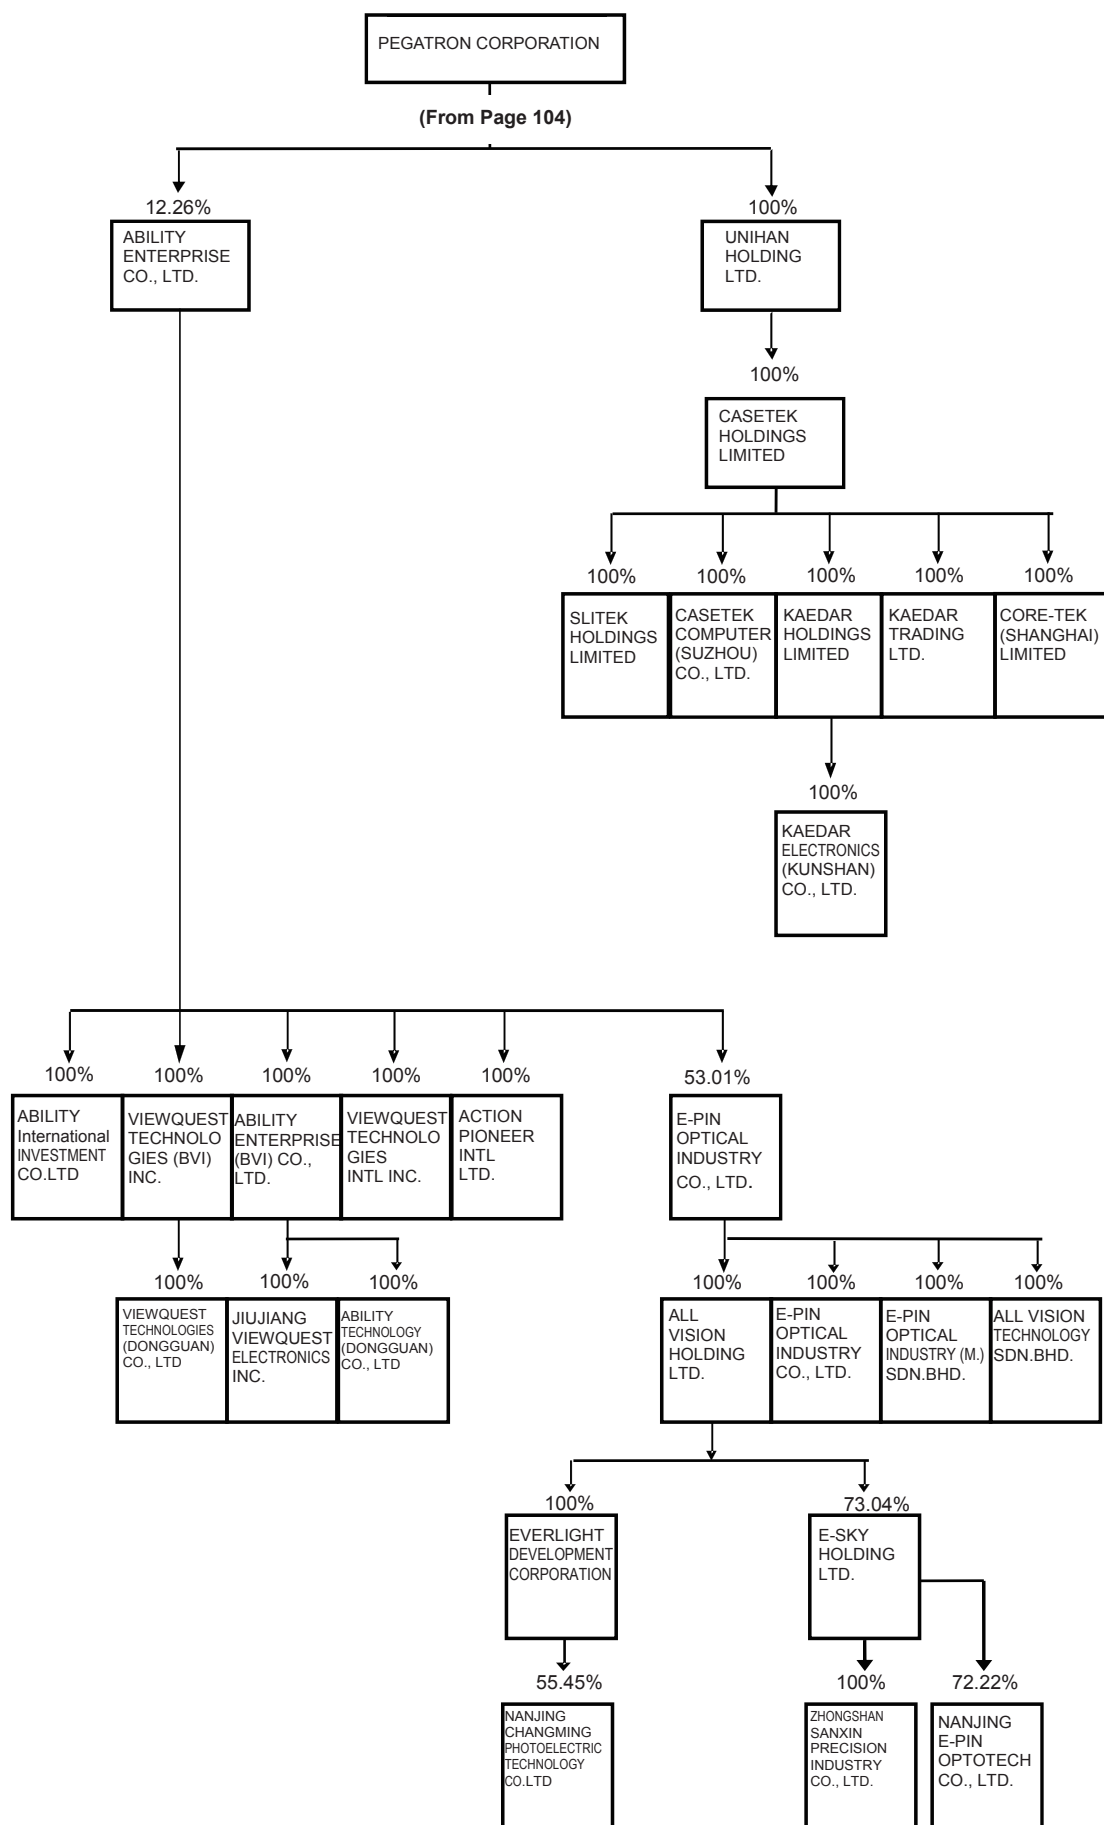 PEGATRON CORPORATION
(From Page 104)
12.26%
100%
ABILITY
ENTERPRISE
CO., LTD.
UNIHAN
HOLDING
LTD.
100%
CASETEK
HOLDINGS
LIMITED
100%
100%
100%
100%
100%
SLITEK
HOLDINGS
LIMITED
CASETEK
COMPUTER
(SUZHOU)
CO., LTD.
KAEDAR
HOLDINGS
LIMITED
KAEDAR
TRADING
LTD.
CORE-TEK
(SHANGHAI)
LIMITED
100%
KAEDAR
ELECTRONICS
(KUNSHAN)
CO., LTD.
100%
100%
100%
100%
100%
53.01%
ABILITY
International
INVESTMENT
CO.LTD
VIEWQUEST
TECHNOLO
GIES (BVI)
INC.
ABILITY
ENTERPRISE
(BVI) CO.,
LTD.
VIEWQUEST
TECHNOLO
GIES
INTL INC.
ACTION
PIONEER
INTL
LTD.
E-PIN
OPTICAL
INDUSTRY
CO., LTD.
100%
100%
100%
100%
100%
100%
100%
VIEWQUEST
TECHNOLOGIES
(DONGGUAN)
CO., LTD
JIUJIANG
VIEWQUEST
ELECTRONICS
INC.
ABILITY
TECHNOLOGY
(DONGGUAN)
CO., LTD
ALL
VISION
HOLDING
LTD.
E-PIN
OPTICAL
INDUSTRY
CO., LTD.
E-PIN
OPTICAL
INDUSTRY (M.)
SDN.BHD.
ALL VISION
TECHNOLOGY
SDN.BHD.
100%
73.04%
EVERLIGHT
DEVELOPMENT
CORPORATION
E-SKY
HOLDING
LTD.
55.45%
100%
72.22%
NANJING
CHANGMING
PHOTOELECTRIC
TECHNOLOGY
CO.LTD
ZHONGSHAN
SANXIN
PRECISION
INDUSTRY
CO., LTD.
NANJING
E-PIN
OPTOTECH
CO., LTD.